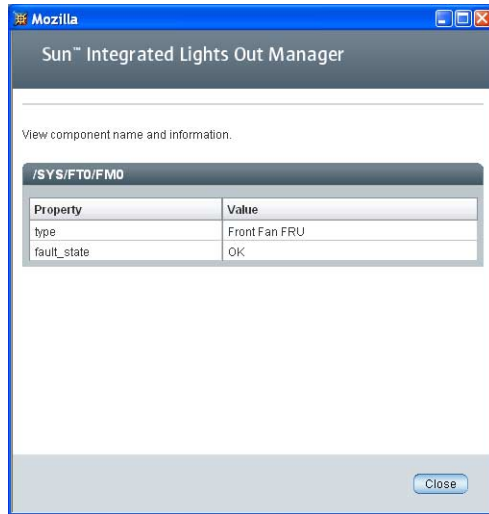 Mozilla
Sun™ Integrated Lights Out Manager
View component name and information.
/SYS/FT0/FM0
Property Value
type Front Fan FRU
fault_state OK
Close